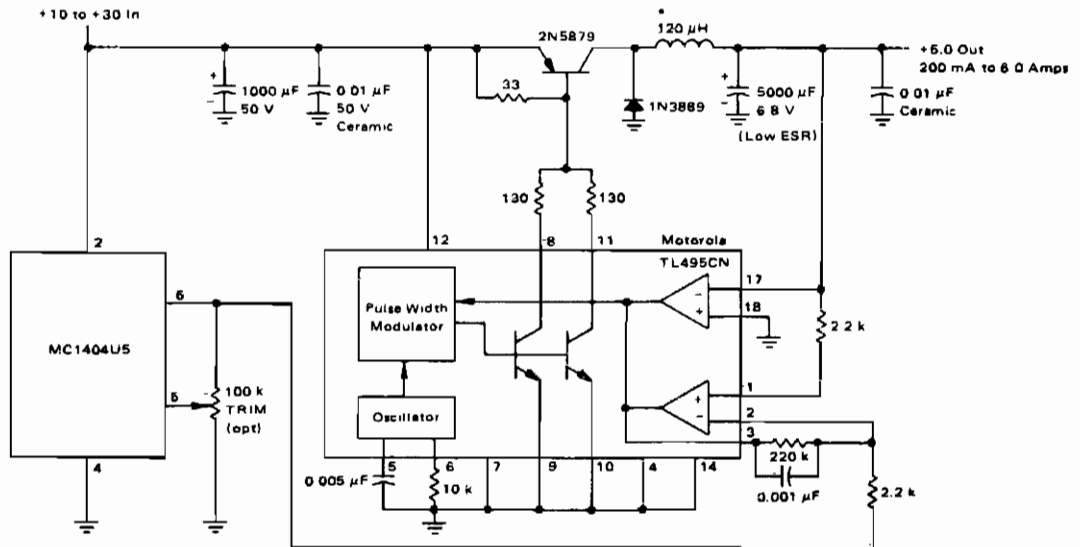 +10 to +30 In
2N5879
120 µH
+5.0 Out
200 mA to 6 0 Amps
33
1000 µF
50 V
0 01 µF
50 V
Ceramic
1N3889
5000 µF
6 8 V
(Low ESR)
0 01 µF
Ceramic
130
130
2
12
8
11
Motorola
TL495CN
17
18
6
Pulse Width
Modulator
2 2 k
MC1404U5
5
100 k
TRIM
(opt)
1
2
3
Oscillator
220 k
0.001 µF
2.2 k
4
5
6
7
9
10
4
14
0 005 µF
10 k